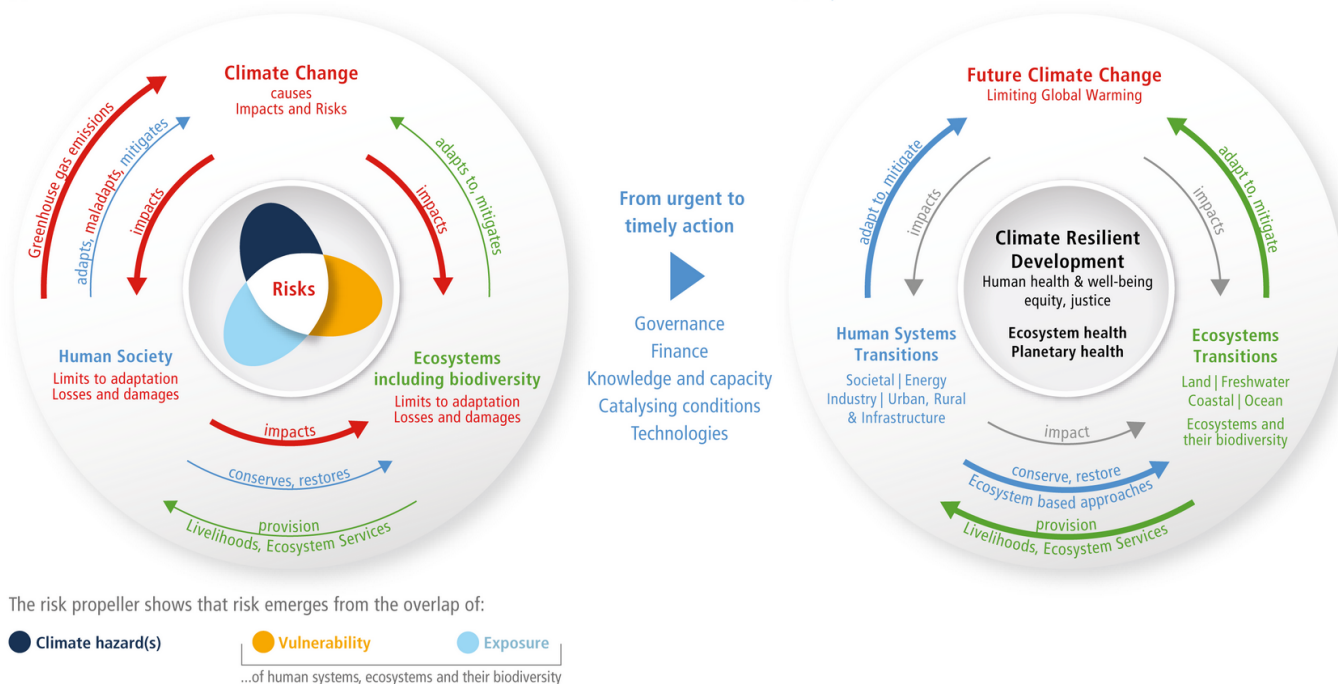 Climate Change
causes
Impacts and Risks
Greenhouse gas emissions
adapts, maladapts, mitigates
impacts
impacts
adapts to, mitigates
Risks
Human Society
Limits to adaptation
Losses and damages
Ecosystems
including biodiversity
Limits to adaptation
Losses and damages
impacts
conserves, restores
provision
Livelihoods, Ecosystem Services
From urgent to
timely action
Governance
Finance
Knowledge and capacity
Catalysing conditions
Technologies
Future Climate Change
Limiting Global Warming
adapt to, mitigate
impacts
impacts
adapt to, mitigate
Climate Resilient
Development
Human health & well-being
equity, justice
Ecosystem health
Planetary health
Human Systems
Transitions
Societal | Energy
Industry | Urban, Rural
& Infrastructure
Ecosystems
Transitions
Land | Freshwater
Coastal | Ocean
Ecosystems and
their biodiversity
impact
conserve, restore
Ecosystem based approaches
provision
Livelihoods, Ecosystem Services
The risk propeller shows that risk emerges from the overlap of:
Climate hazard(s) Vulnerability Exposure
...of human systems, ecosystems and their biodiversity